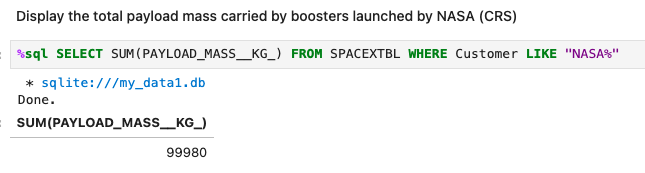 Display the total payload mass carried by boosters launched by NASA (CRS)
%sql SELECT SUM(PAYLOAD_MASS__KG_) FROM SPACEXTBL WHERE Customer LIKE "NASA%"
* sqlite:///my_data1.db
Done.
SUM(PAYLOAD_MASS__KG_)
99980